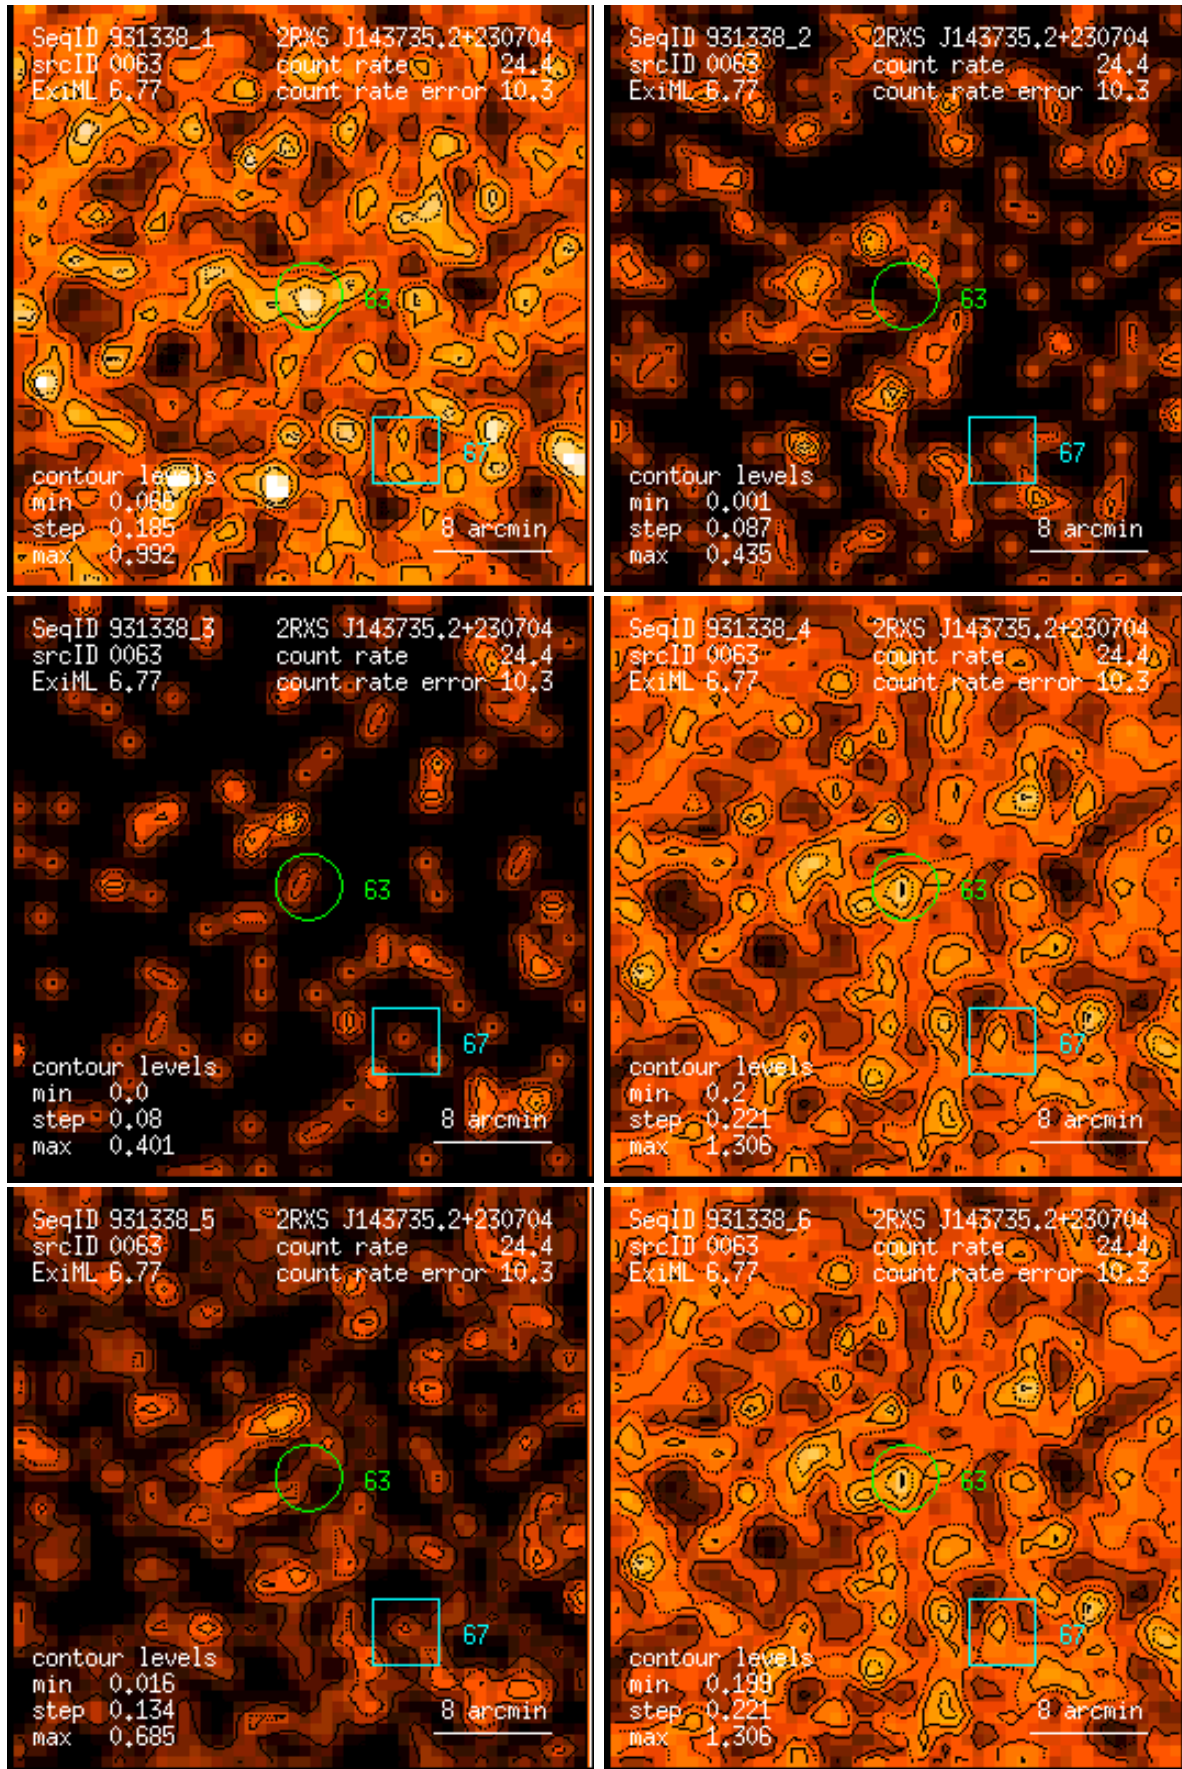 SeqID 931338_1 2RXS J143735.2+230704
srcID 0063 count rate 24.4
ExiML 6.77 count rate error 10.3
63
67
contour levels
min 0.066
step 0.185
max 0.992
8 arcmin
SeqID 931338_2 2RXS J143735.2+230704
srcID 0063 count rate 24.4
ExiML 6.77 count rate error 10.3
63
67
contour levels
min 0.001
step 0.087
max 0.435
8 arcmin
SeqID 931338_3 2RXS J143735.2+230704
srcID 0063 count rate 24.4
ExiML 6.77 count rate error 10.3
63
67
contour levels
min 0.0
step 0.08
max 0.401
8 arcmin
SeqID 931338_4 2RXS J143735.2+230704
srcID 0063 count rate 24.4
ExiML 6.77 count rate error 10.3
63
67
contour levels
min 0.2
step 0.221
max 1.306
8 arcmin
SeqID 931338_5 2RXS J143735.2+230704
srcID 0063 count rate 24.4
ExiML 6.77 count rate error 10.3
63
67
contour levels
min 0.016
step 0.134
max 0.685
8 arcmin
SeqID 931338_6 2RXS J143735.2+230704
srcID 0063 count rate 24.4
ExiML 6.77 count rate error 10.3
63
67
contour levels
min 0.199
step 0.221
max 1.306
8 arcmin